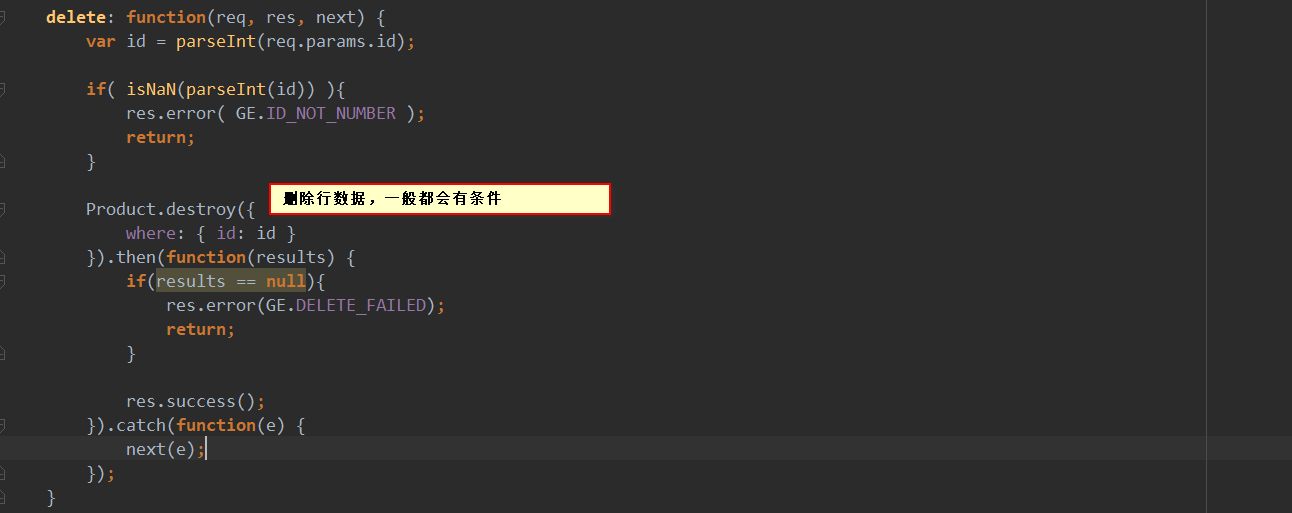 delete: function(req, res, next) {
    var id = parseInt(req.params.id);
    if( isNaN(parseInt(id)) ){
        res.error( GE.ID_NOT_NUMBER );
        return;
    }
删除行数据，一般都会有条件
    Product.destroy({
        where: { id: id }
    }).then(function(results) {
        if(results == null){
            res.error(GE.DELETE_FAILED);
            return;
        }
        res.success();
    }).catch(function(e) {
        next(e);
    });
}